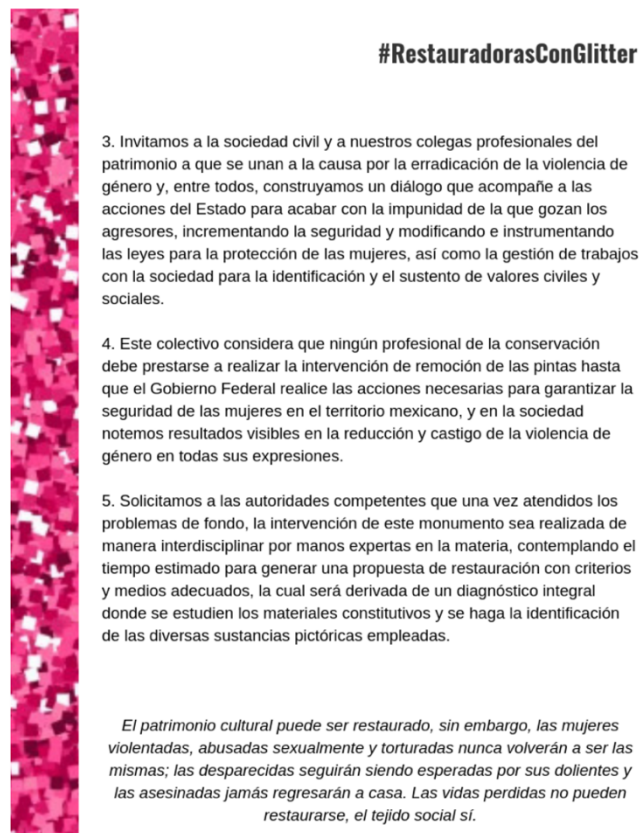 #RestauradorasConGlitter
3. Invitamos a la sociedad civil y a nuestros colegas profesionales del
patrimonio a que se unan a la causa por la erradicación de la violencia de
género y, entre todos, construyamos un diálogo que acompañe a las
acciones del Estado para acabar con la impunidad de la que gozan los
agresores, incrementando la seguridad y modificando e instrumentando
las leyes para la protección de las mujeres, así como la gestión de trabajos
con la sociedad para la identificación y el sustento de valores civiles y
sociales.
4. Este colectivo considera que ningún profesional de la conservación
debe prestarse a realizar la intervención de remoción de las pintas hasta
que el Gobierno Federal realice las acciones necesarias para garantizar la
seguridad de las mujeres en el territorio mexicano, y en la sociedad
notemos resultados visibles en la reducción y castigo de la violencia de
género en todas sus expresiones.
5. Solicitamos a las autoridades competentes que una vez atendidos los
problemas de fondo, la intervención de este monumento sea realizada de
manera interdisciplinar por manos expertas en la materia, contemplando el
tiempo estimado para generar una propuesta de restauración con criterios
y medios adecuados, la cual será derivada de un diagnóstico integral
donde se estudien los materiales constitutivos y se haga la identificación
de las diversas sustancias pictóricas empleadas.
El patrimonio cultural puede ser restaurado, sin embargo, las mujeres
violentadas, abusadas sexualmente y torturadas nunca volverán a ser las
mismas; las desparecidas seguirán siendo esperadas por sus dolientes y
las asesinadas jamás regresarán a casa. Las vidas perdidas no pueden
restaurarse, el tejido social sí.